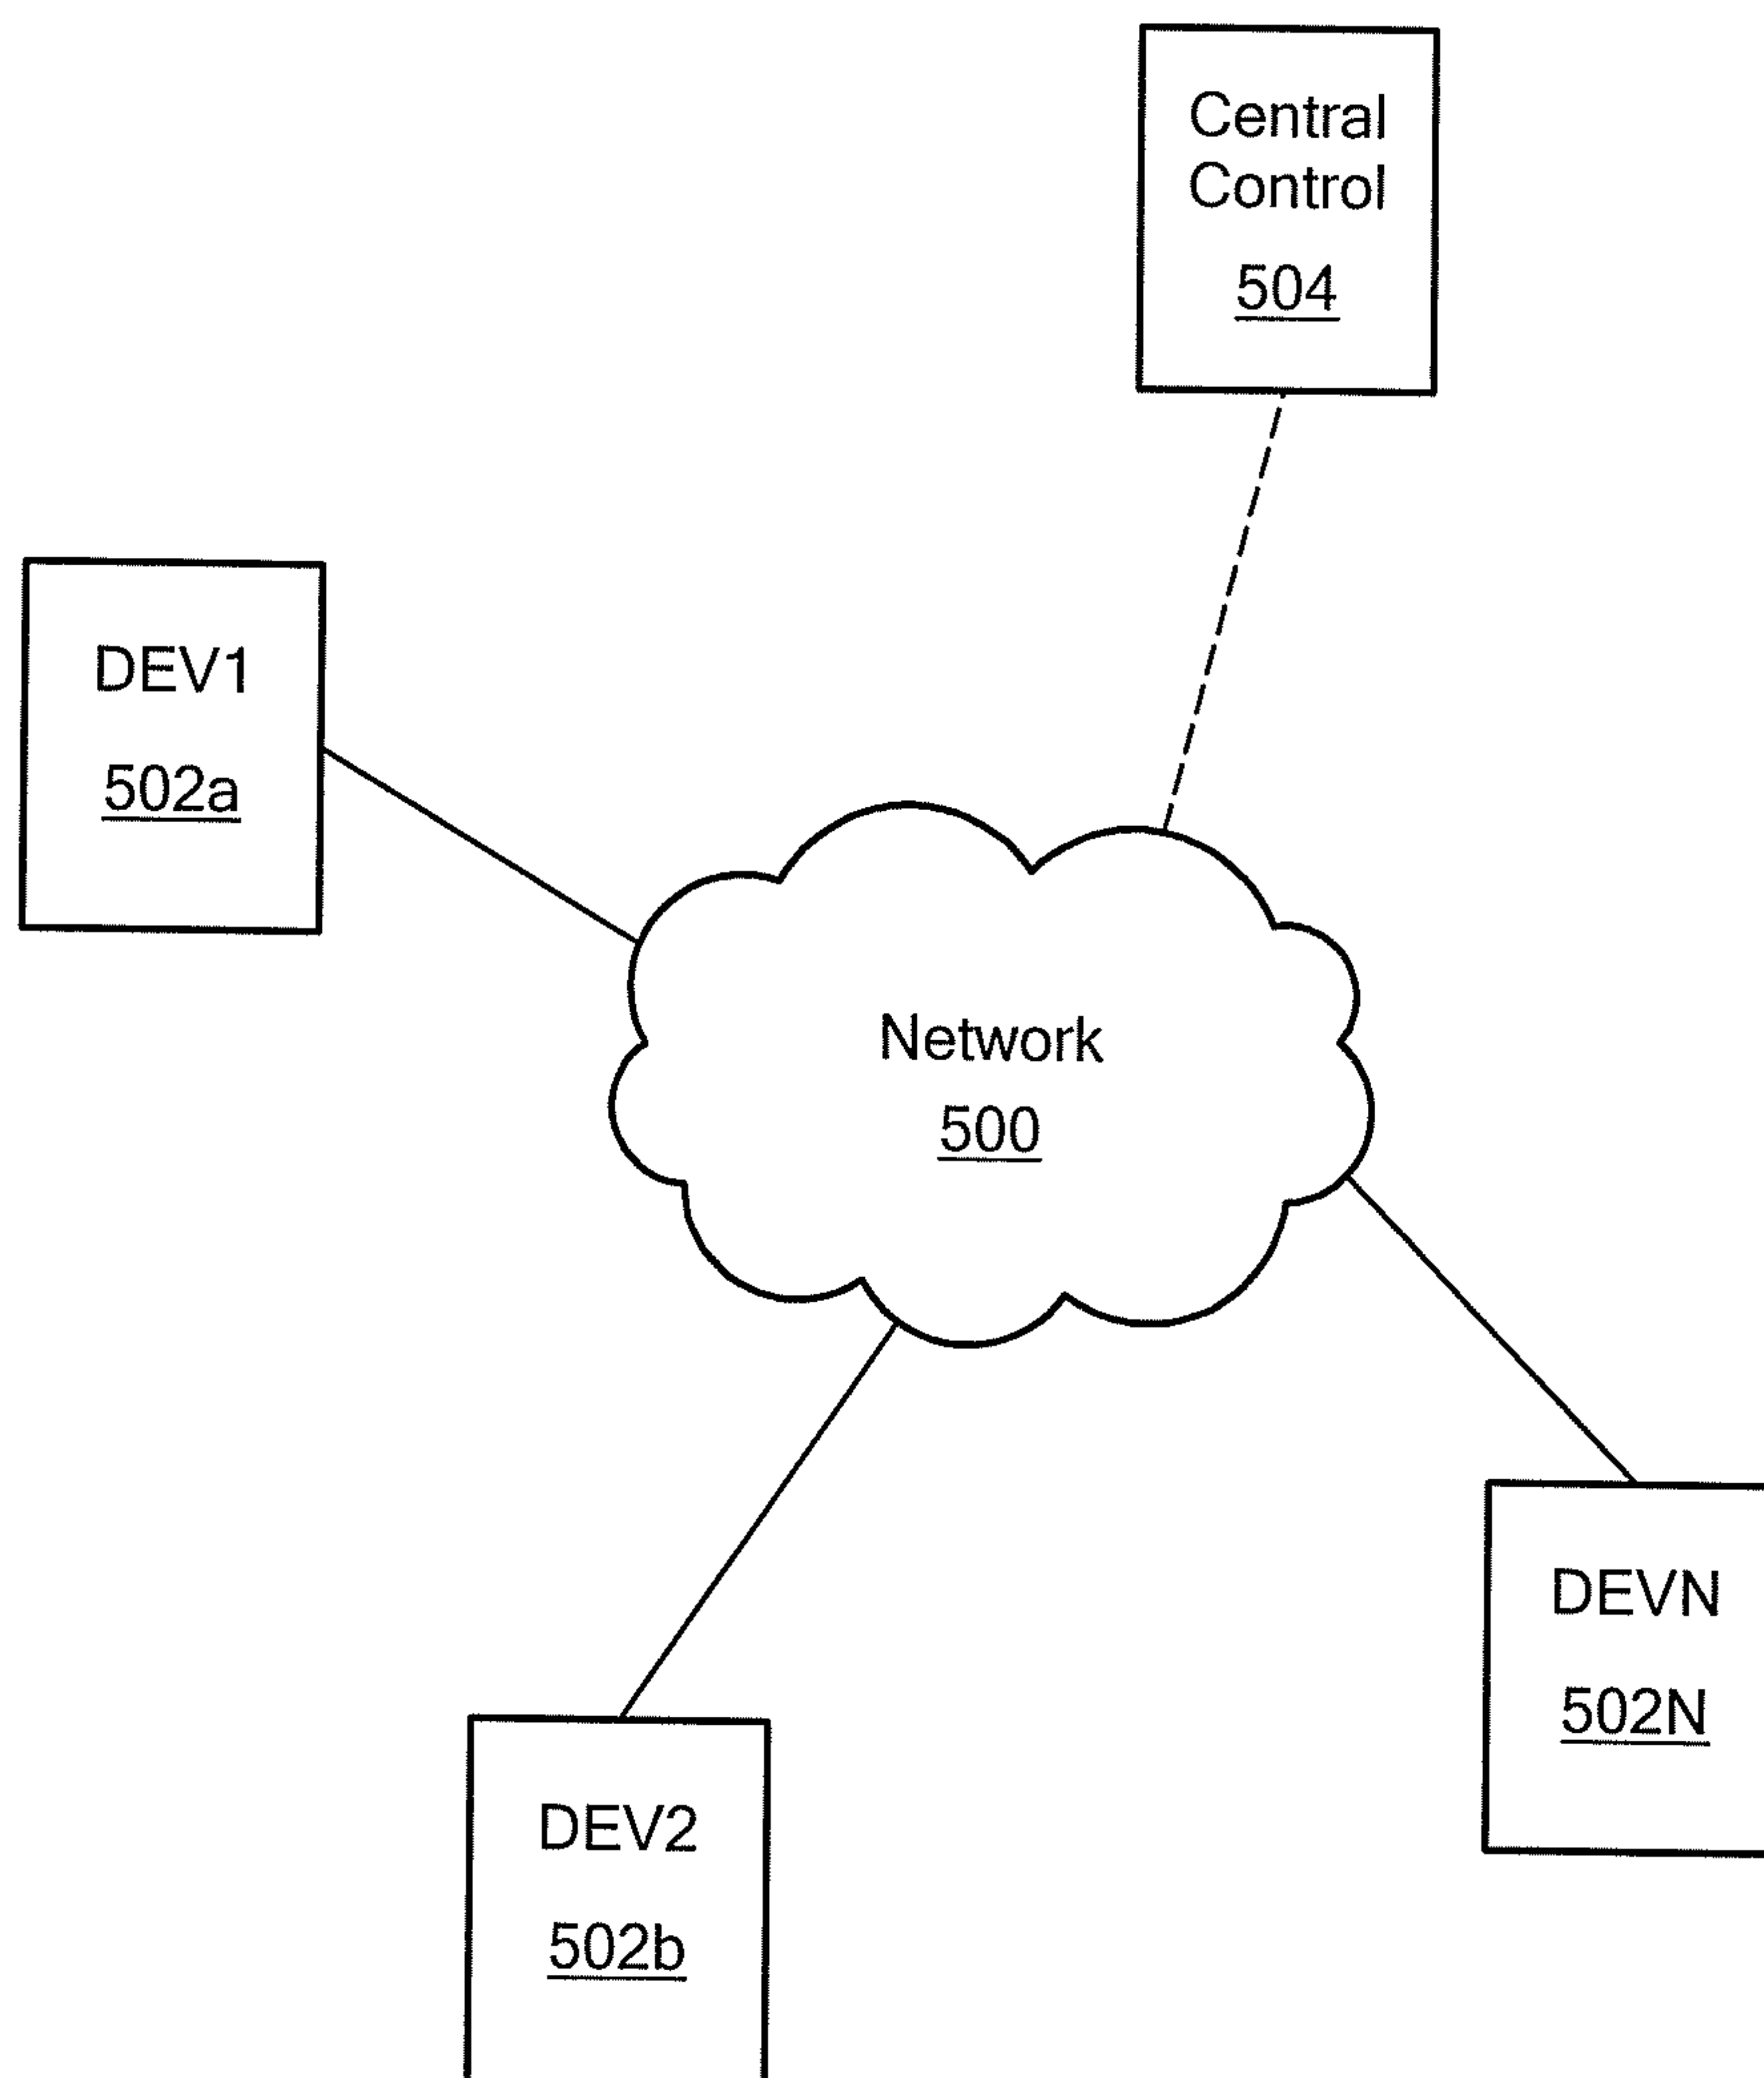 Central
Control
504
DEV1
502a
Network
500
DEVN
502N
DEV2
502b